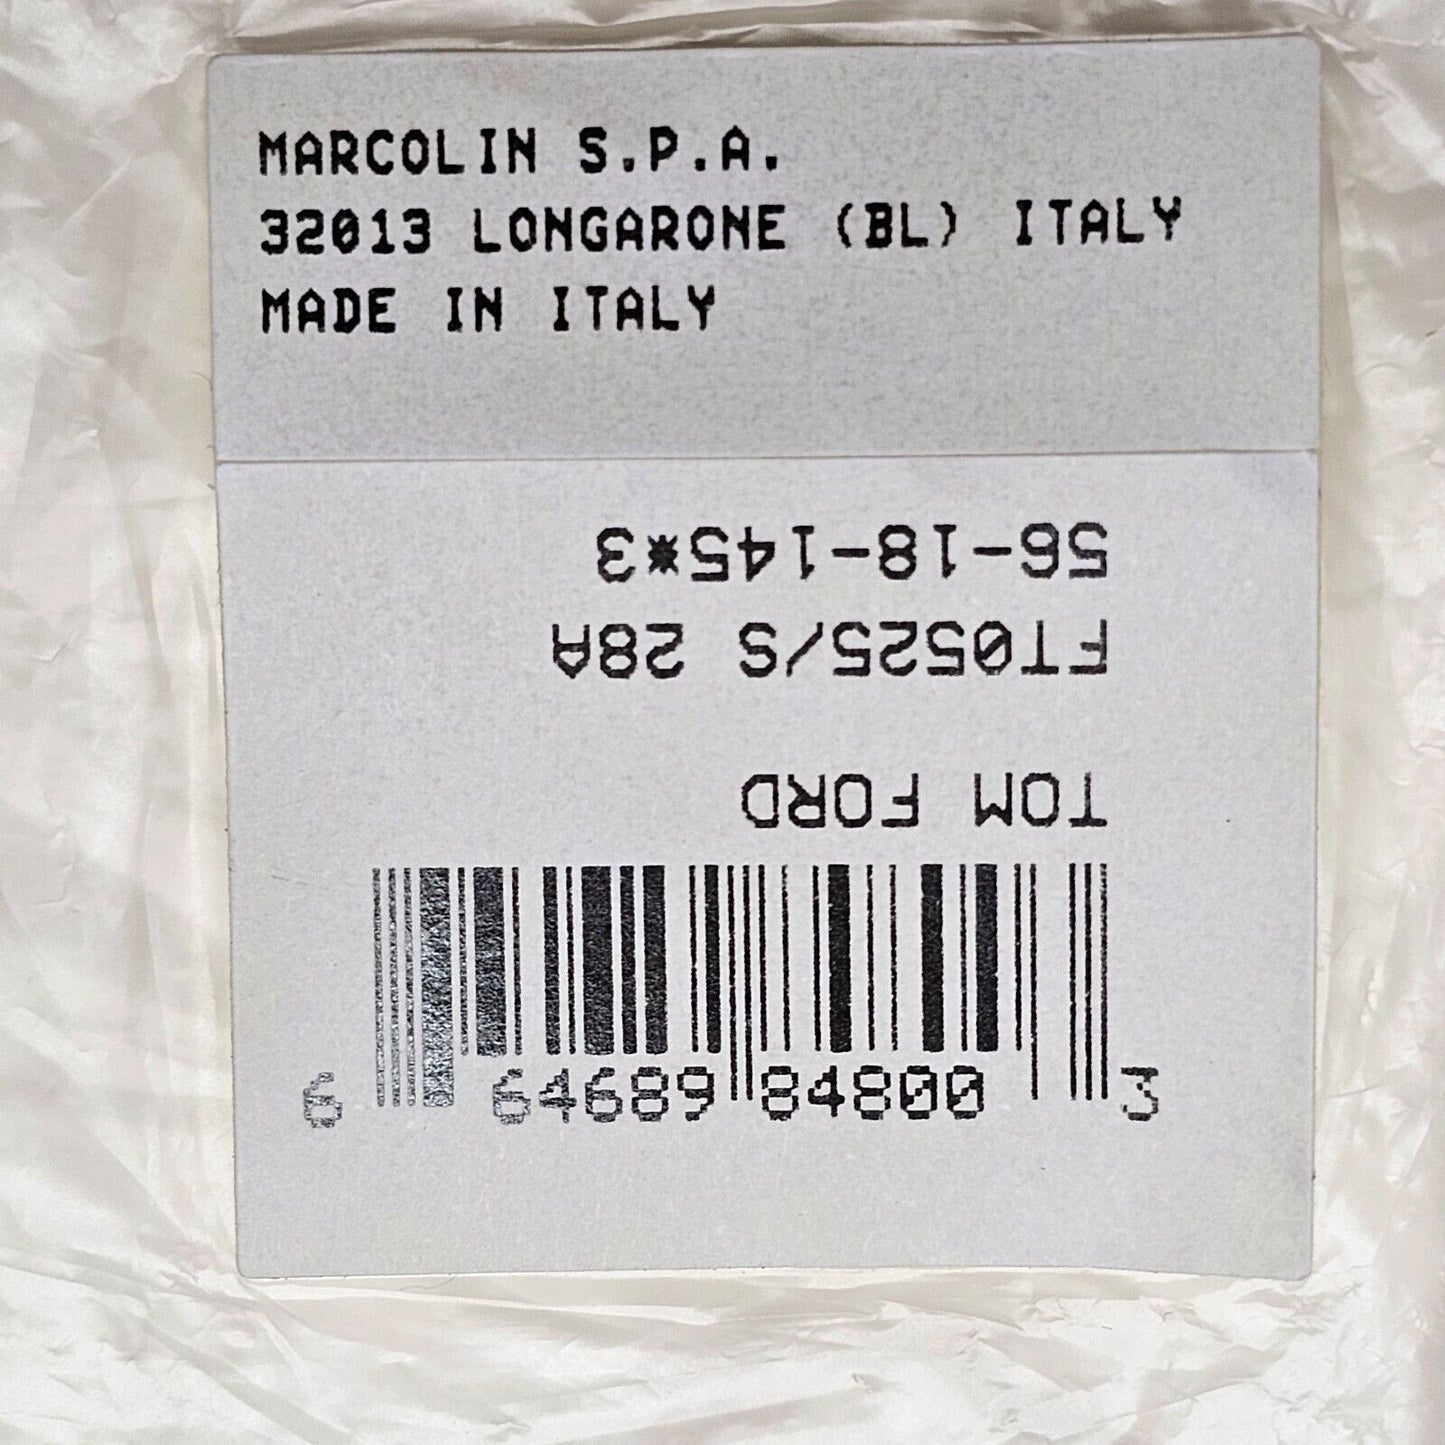 MARCOLIN S.P.A.
32013 LONGARONE (BL) ITALY
MADE IN ITALY
TOM FORD
FT0525/S 28A
56-18-145*3
6 64689 84800 3